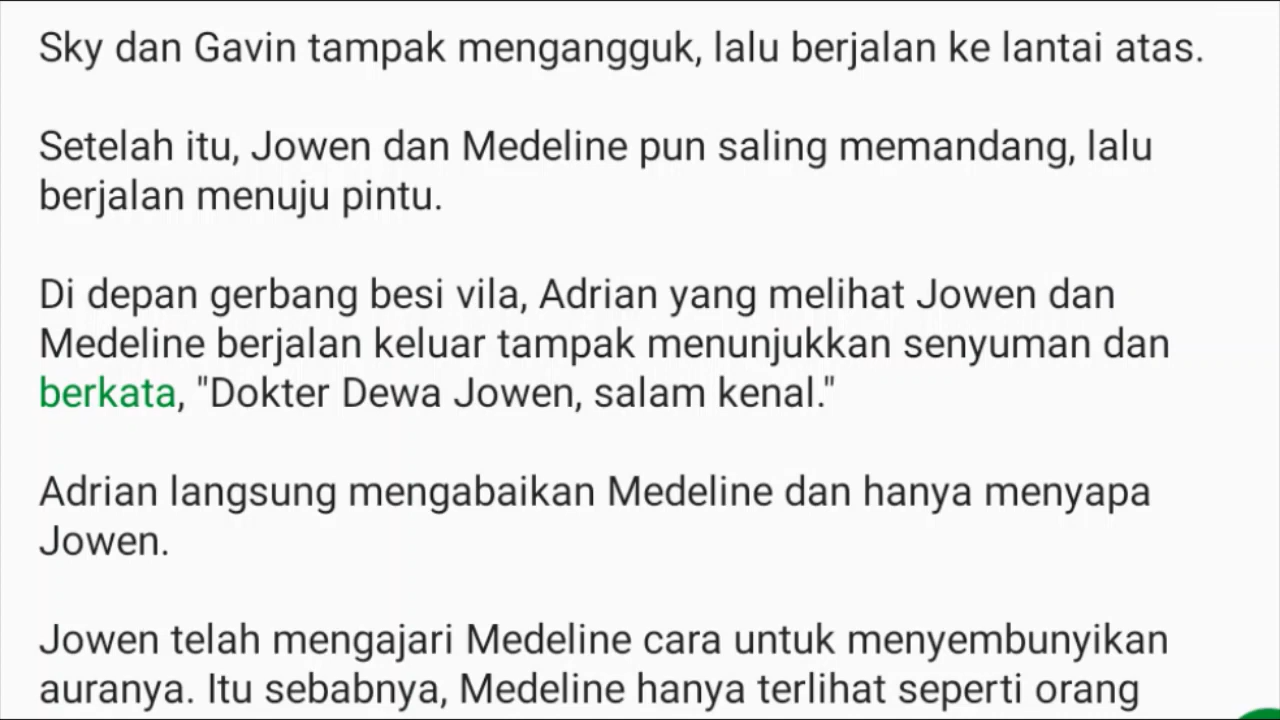 Sky dan Gavin tampak mengangguk, lalu berjalan ke lantai atas.
Setelah itu, Jowen dan Medeline pun saling memandang, lalu
berjalan menuju pintu.
Di depan gerbang besi vila, Adrian yang melihat Jowen dan
Medeline berjalan keluar tampak menunjukkan senyuman dan
berkata, "Dokter Dewa Jowen, salam kenal."
Adrian langsung mengabaikan Medeline dan hanya menyapa
Jowen.
Jowen telah mengajari Medeline cara untuk menyembunyikan
auranya. Itu sebabnya, Medeline hanya terlihat seperti orang